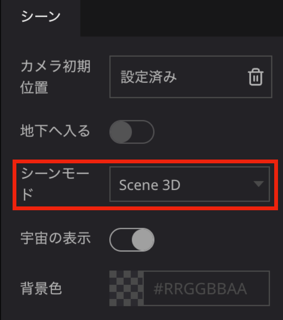 シーン
カメラ初期
位置
設定済み
地下へ入る
シーンモー
ド
Scene 3D
宇宙の表示
背景色
#RRGGBBAA